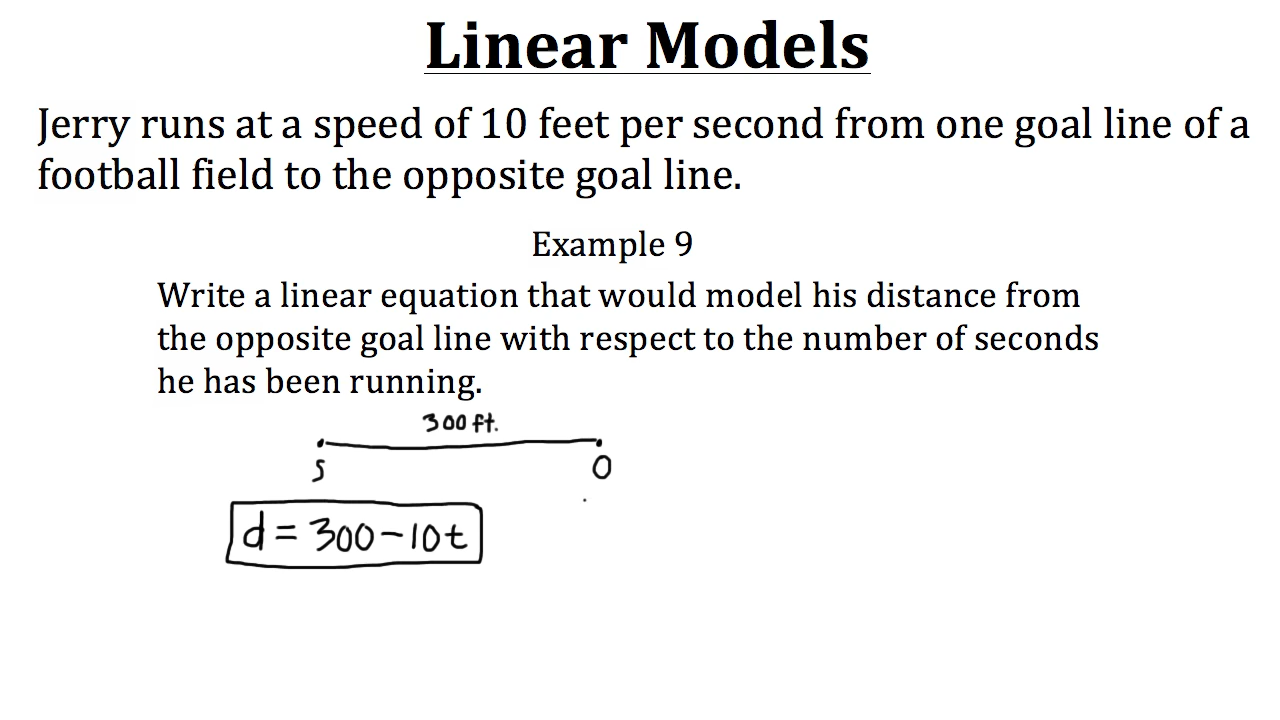 Linear Models
Jerry runs at a speed of 10 feet per second from one goal line of a
football field to the opposite goal line.
Example 9
Write a linear equation that would model his distance from
the opposite goal line with respect to the number of seconds
he has been running.
300 ft.
S O
d = 300 - 10t